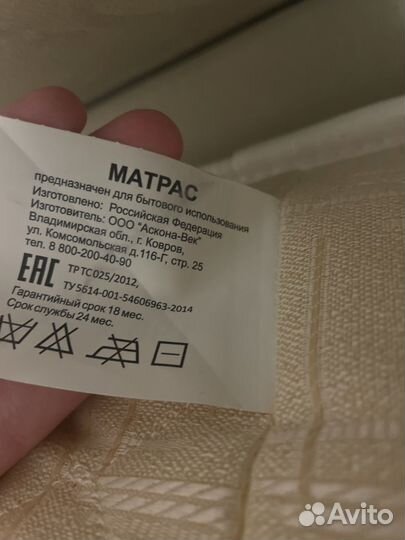 МАТРАС
предназначен для бытового использования
Изготовлено: Российская Федерация
Изготовитель: ООО "Аскона-Век"
Владимирская обл., г. Ковров,
ул. Комсомольская д.116-Г, стр. 25
тел. 8 800-200-40-90
ЕАС
ТР ТС 025/2012,
ТУ 5614-001-54606963-2014
Гарантийный срок 18 мес.
Срок службы 24 мес.
Avito